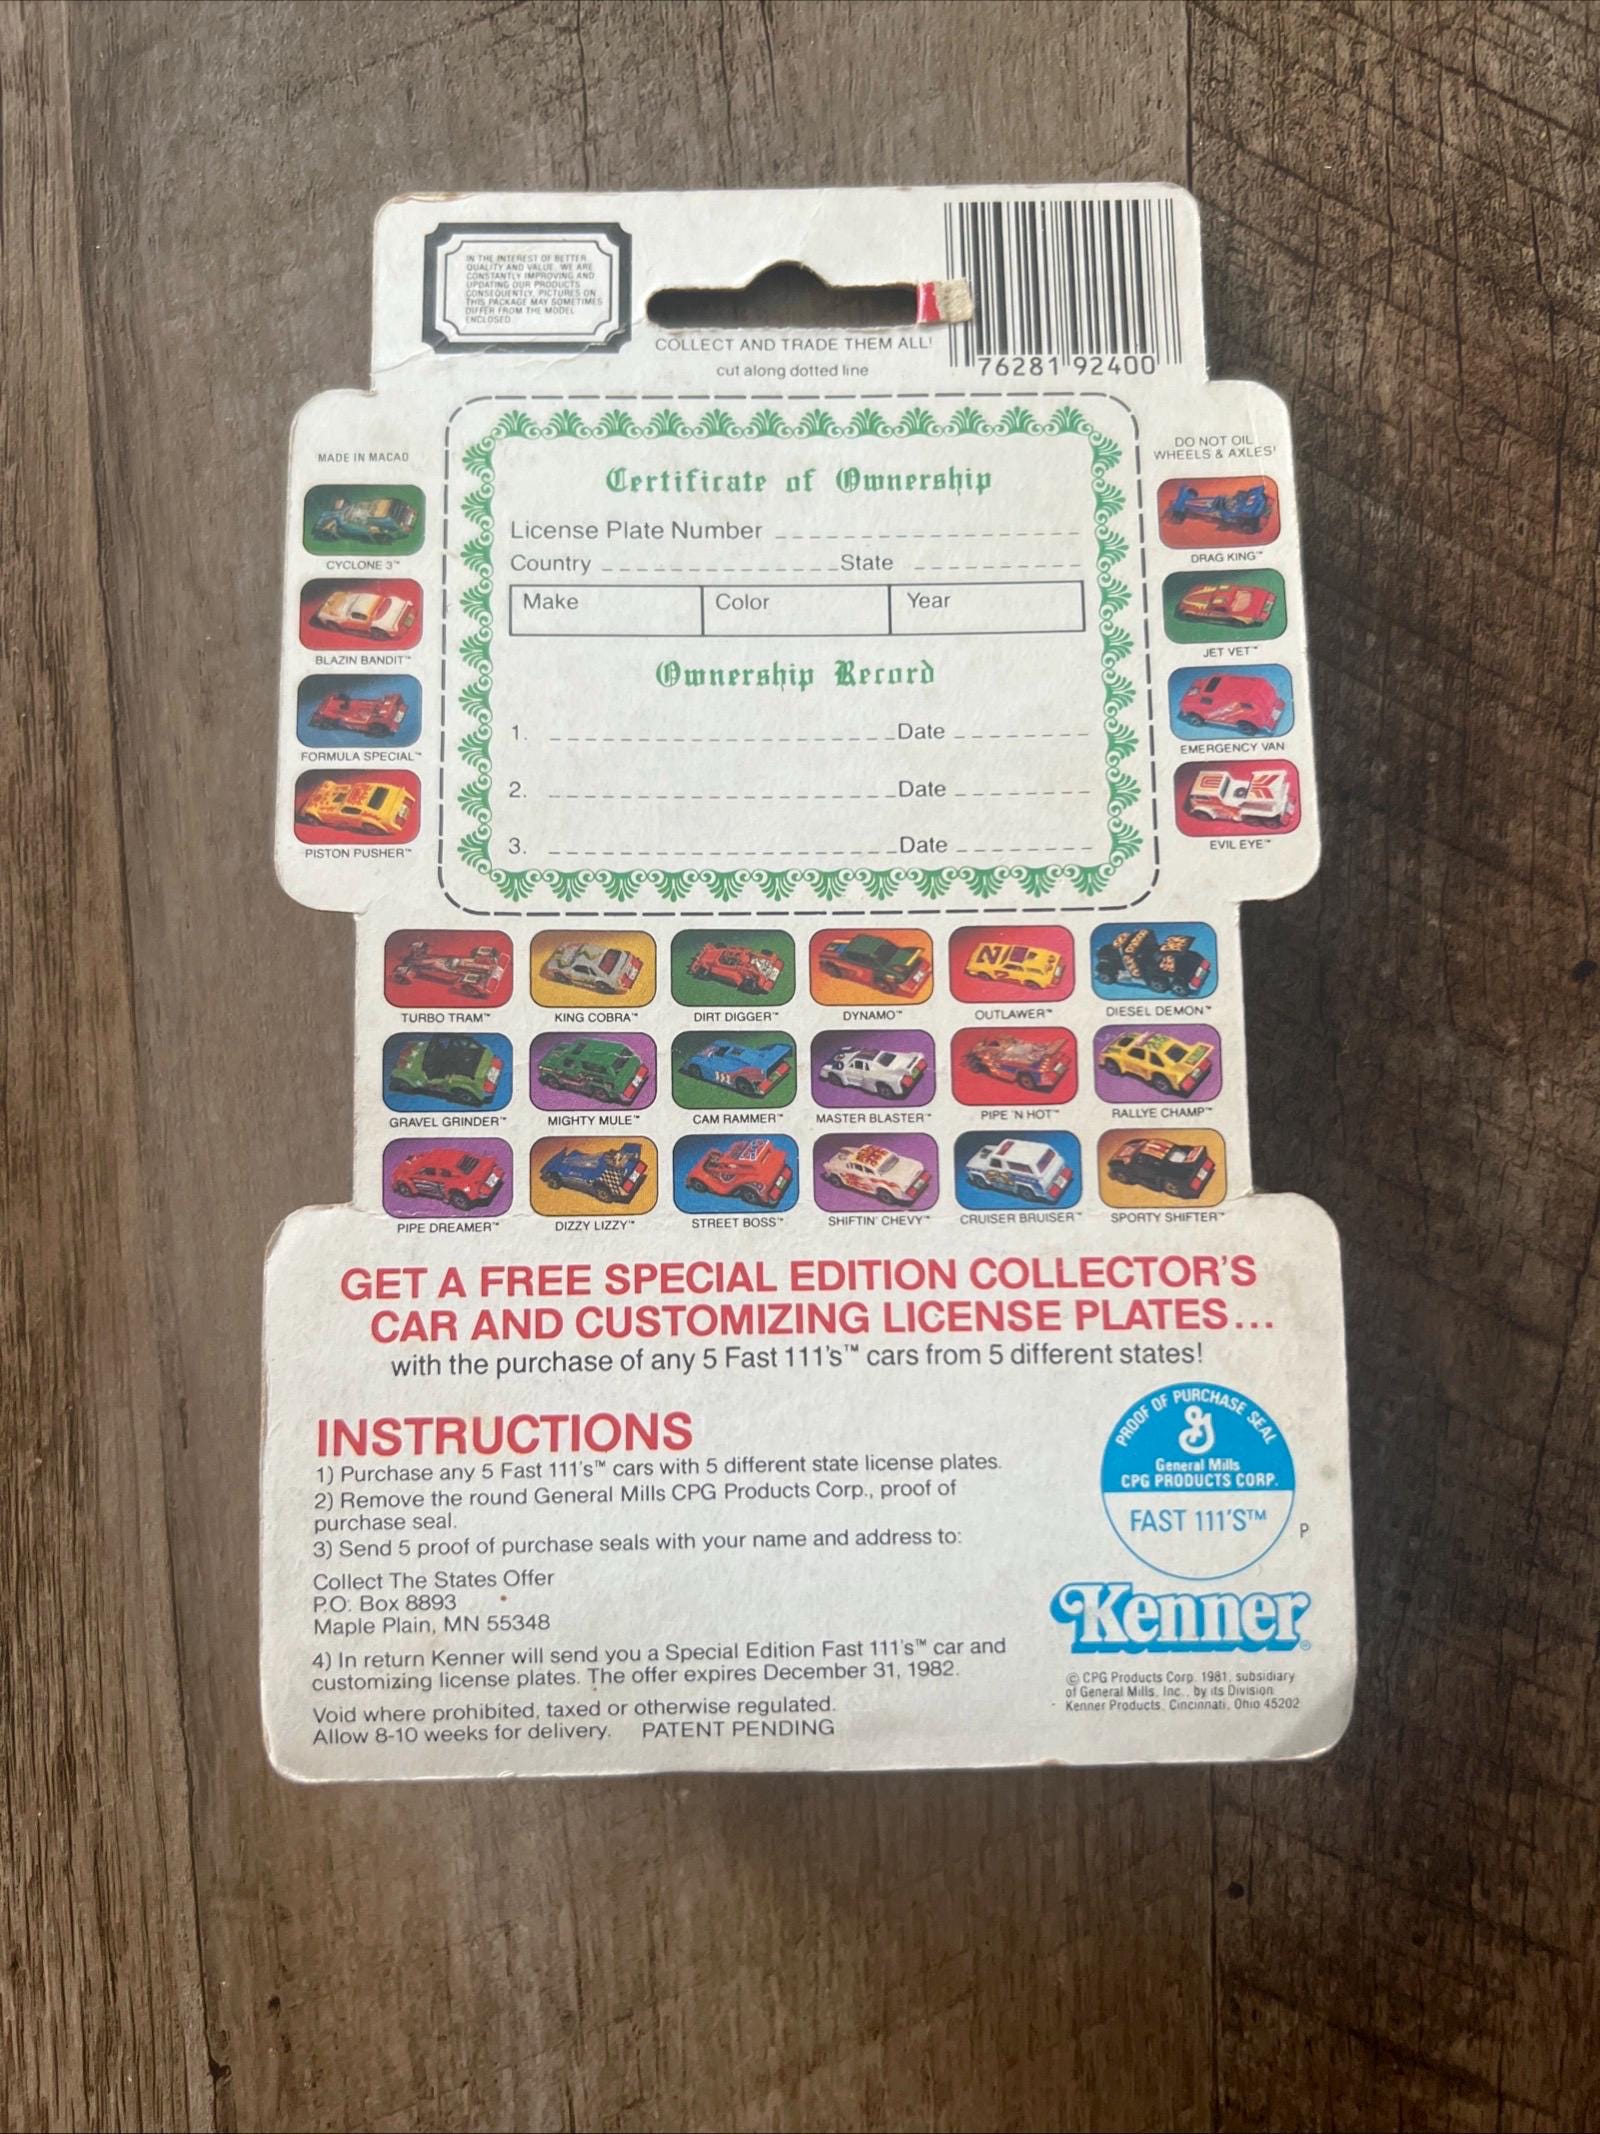 IN THE INTEREST OF BETTER
QUALITY AND VALUE, WE ARE
CONSTANTLY IMPROVING AND
UPDATING OUR PRODUCTS
CONSEQUENTLY, PICTURES ON
THIS PACKAGE MAY SOMETIMES
DIFFER FROM THE MODEL
ENCLOSED
COLLECT AND TRADE THEM ALL!
cut along dotted line
76281 92400
MADE IN MACAO
CYCLONE 3™
BLAZIN BANDIT™
FORMULA SPECIAL™
PISTON PUSHER™
Certificate of Ownership
License Plate Number
Country State
Make Color Year
Ownership Record
1. Date
2. Date
3. Date
DO NOT OIL
WHEELS & AXLES!
DRAG KING™
JET VET™
EMERGENCY VAN
EVIL EYE™
TURBO TRAM™ KING COBRA™ DIRT DIGGER™ DYNAMO™ OUTLAWER™ DIESEL DEMON™
GRAVEL GRINDER™ MIGHTY MULE™ CAM RAMMER™ MASTER BLASTER™ PIPE 'N HOT™ RALLYE CHAMP™
PIPE DREAMER™ DIZZY LIZZY™ STREET BOSS™ SHIFTIN' CHEVY™ CRUISER BRUISER™ SPORTY SHIFTER™
GET A FREE SPECIAL EDITION COLLECTOR'S
CAR AND CUSTOMIZING LICENSE PLATES...
with the purchase of any 5 Fast 111's™ cars from 5 different states!
INSTRUCTIONS
1) Purchase any 5 Fast 111's™ cars with 5 different state license plates.
2) Remove the round General Mills CPG Products Corp., proof of
purchase seal.
3) Send 5 proof of purchase seals with your name and address to:
Collect The States Offer
P.O. Box 8893
Maple Plain, MN 55348
4) In return Kenner will send you a Special Edition Fast 111's™ car and
customizing license plates. The offer expires December 31, 1982.
Void where prohibited, taxed or otherwise regulated.
Allow 8-10 weeks for delivery. PATENT PENDING
PROOF OF PURCHASE SEAL
General Mills
CPG PRODUCTS CORP.
FAST 111'S™
P
Kenner®
© CPG Products Corp. 1981, subsidiary
of General Mills, Inc., by its Division
Kenner Products, Cincinnati, Ohio 45202